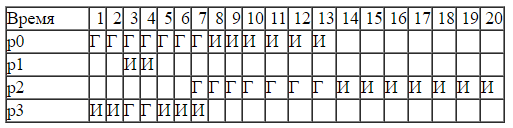 Время 1 2 3 4 5 6 7 8 9 10 11 12 13 14 15 16 17 18 19 20
p0 Г Г Г Г Г Г Г И И И И И И
p1 И И
p2 Г Г Г Г Г Г Г И И И И И И И
p3 И И Г Г И И И